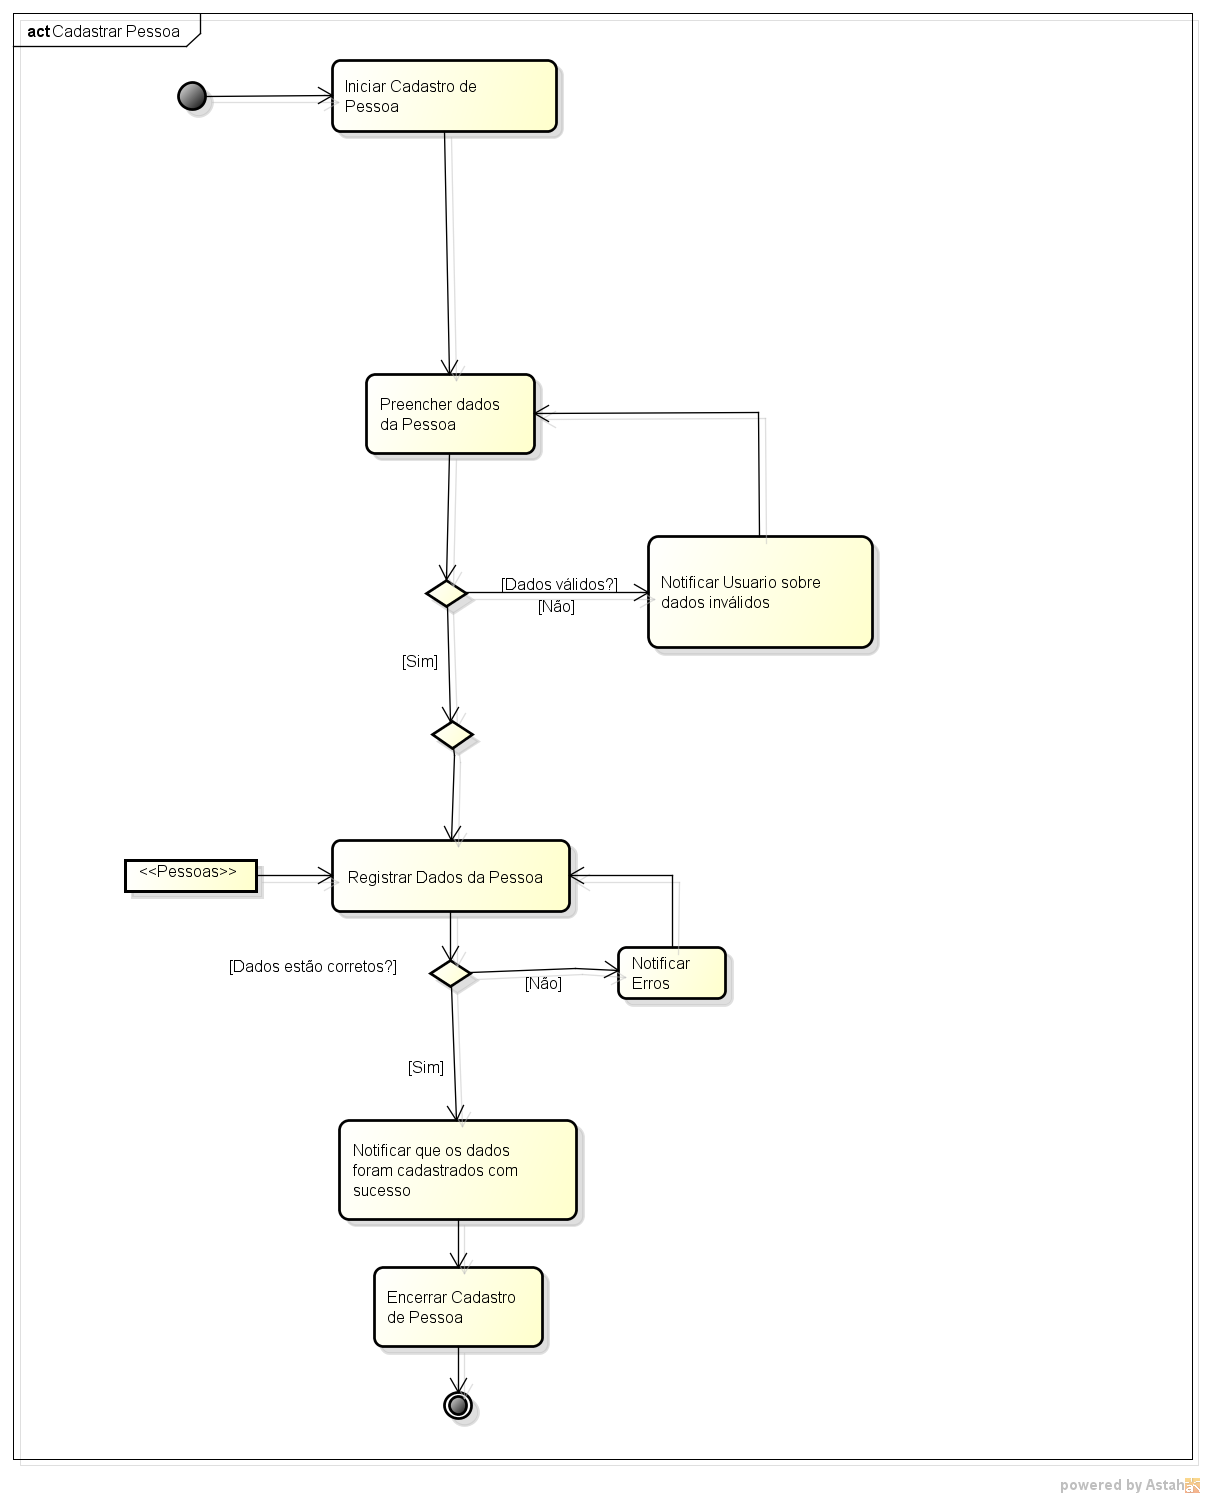 act Cadastrar Pessoa
Iniciar Cadastro de
Pessoa
Preencher dados
da Pessoa
[Dados válidos?]
[Não]
Notificar Usuario sobre
dados inválidos
[Sim]
<<Pessoas>>
Registrar Dados da Pessoa
[Dados estão corretos?]
[Não]
Notificar
Erros
[Sim]
Notificar que os dados
foram cadastrados com
sucesso
Encerrar Cadastro
de Pessoa
powered by Astah